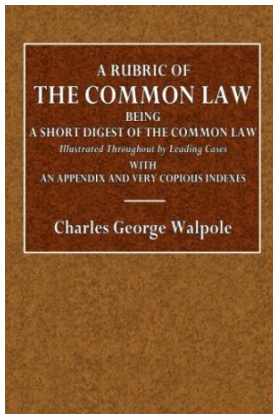 A RUBRIC OF
THE COMMON LAW
BEING
A SHORT DIGEST OF THE COMMON LAW
Illustrated Throughout by Leading Cases
WITH
AN APPENDIX AND VERY COPIOUS INDEXES
Charles George Walpole